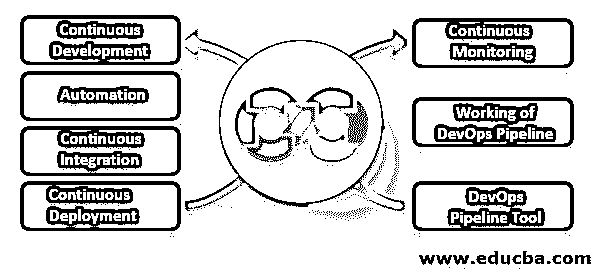 Continuous
Development
Automation
Continuous
Integration
Continuous
Deployment
Continuous
Monitoring
Working of
DevOps Pipeline
DevOps
Pipeline Tool
www.educba.com